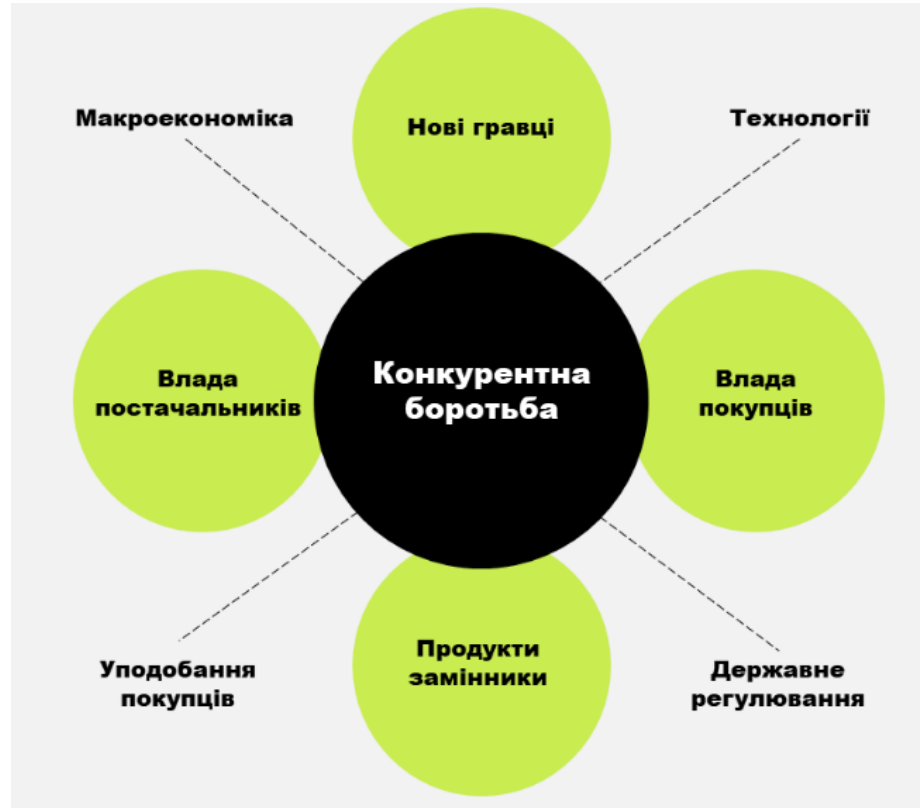 Макроекономіка
Нові гравці
Технології
Влада
постачальників
Конкурентна
боротьба
Влада
покупців
Уподобання
покупців
Продукти
замінники
Державне
регулювання